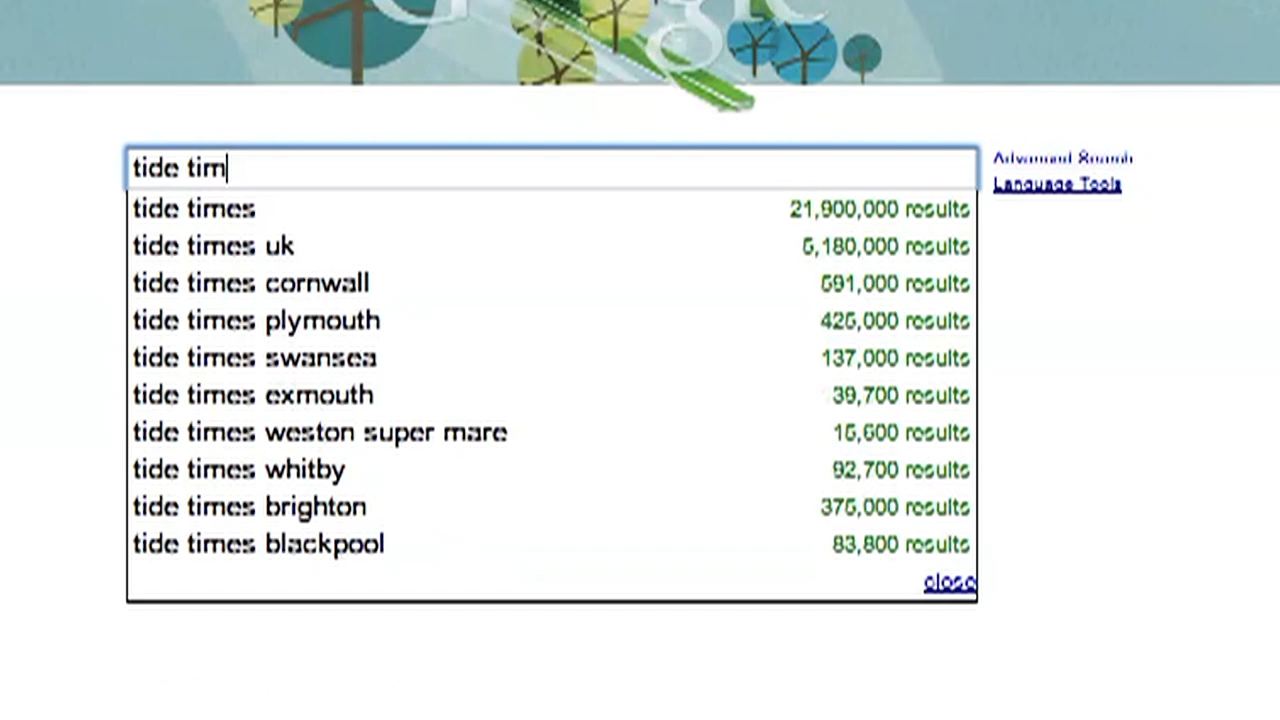 Google
tide tim
Advanced Search
Language Tools
tide times 21,900,000 results
tide times uk 5,180,000 results
tide times cornwall 591,000 results
tide times plymouth 425,000 results
tide times swansea 137,000 results
tide times exmouth 39,700 results
tide times weston super mare 15,600 results
tide times whitby 92,700 results
tide times brighton 375,000 results
tide times blackpool 83,800 results
close